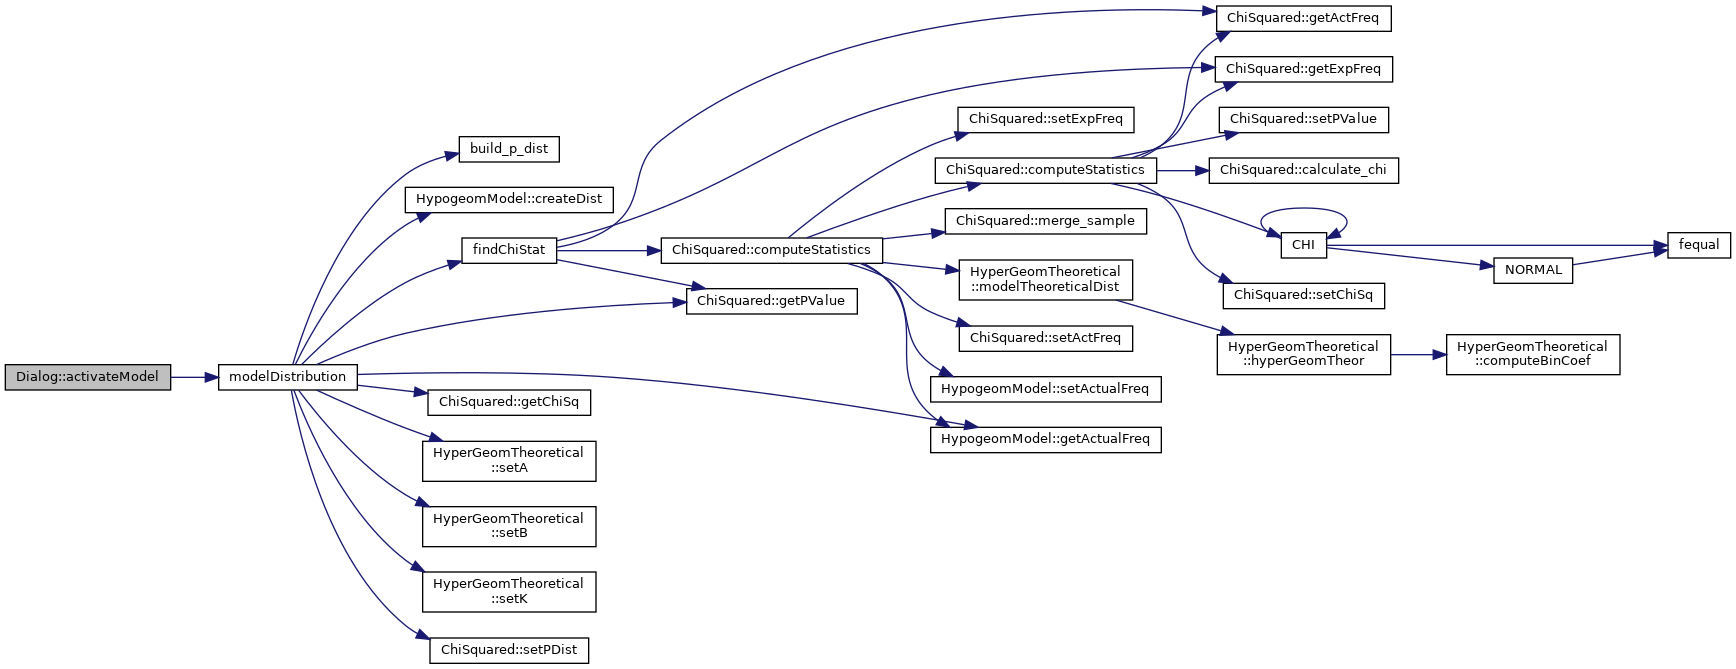 ChiSquared::getActFreq
ChiSquared::getExpFreq
ChiSquared::setExpFreq
ChiSquared::setPValue
build_p_dist
ChiSquared::computeStatistics
ChiSquared::calculate_chi
HypogeomModel::createDist
ChiSquared::merge_sample
findChiStat
ChiSquared::computeStatistics
CHI
fequal
HyperGeomTheoretical
::modelTheoreticalDist
NORMAL
ChiSquared::getPValue
ChiSquared::setChiSq
ChiSquared::setActFreq
HyperGeomTheoretical
::hyperGeomTheor
HyperGeomTheoretical
::computeBinCoef
Dialog::activateModel
modelDistribution
HypogeomModel::setActualFreq
ChiSquared::getChiSq
HypogeomModel::getActualFreq
HyperGeomTheoretical
::setA
HyperGeomTheoretical
::setB
HyperGeomTheoretical
::setK
ChiSquared::setPDist